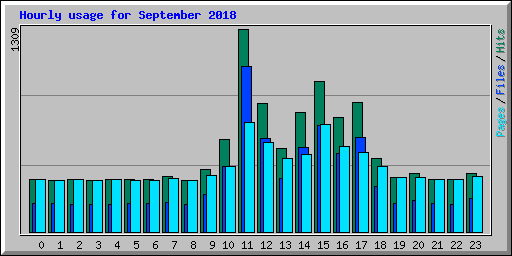 Hourly usage for September 2018
1309
Pages/Files/Hits
0 1 2 3 4 5 6 7 8 9 10 11 12 13 14 15 16 17 18 19 20 21 22 23